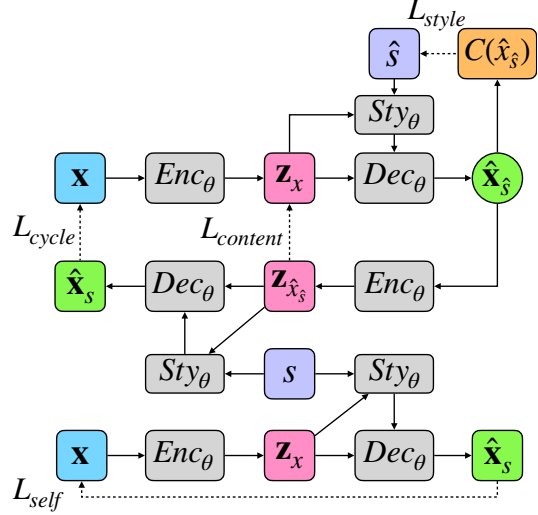 L_style
ŝ C(x̂_ŝ)
Sty_θ
x Enc_θ z_x Dec_θ x̂_ŝ
L_cycle L_content
x̂_s Dec_θ z_x̂_ŝ Enc_θ
Sty_θ s Sty_θ
x Enc_θ z_x Dec_θ x̂_s
L_self